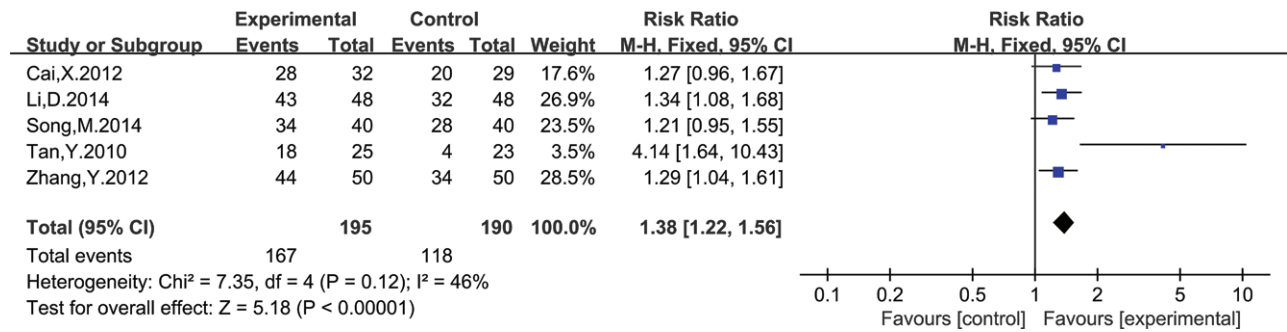 Experimental Control Risk Ratio Risk Ratio
Study or Subgroup Events Total Events Total Weight M-H, Fixed, 95% CI M-H, Fixed, 95% CI
Cai,X.2012 28 32 20 29 17.6% 1.27 [0.96, 1.67]
Li,D.2014 43 48 32 48 26.9% 1.34 [1.08, 1.68]
Song,M.2014 34 40 28 40 23.5% 1.21 [0.95, 1.55]
Tan,Y.2010 18 25 4 23 3.5% 4.14 [1.64, 10.43]
Zhang,Y.2012 44 50 34 50 28.5% 1.29 [1.04, 1.61]
Total (95% CI) 195 190 100.0% 1.38 [1.22, 1.56]
Total events 167 118
Heterogeneity: Chi² = 7.35, df = 4 (P = 0.12); I² = 46%
Test for overall effect: Z = 5.18 (P < 0.00001)
0.1 0.2 0.5 1 2 5 10
Favours [control] Favours [experimental]